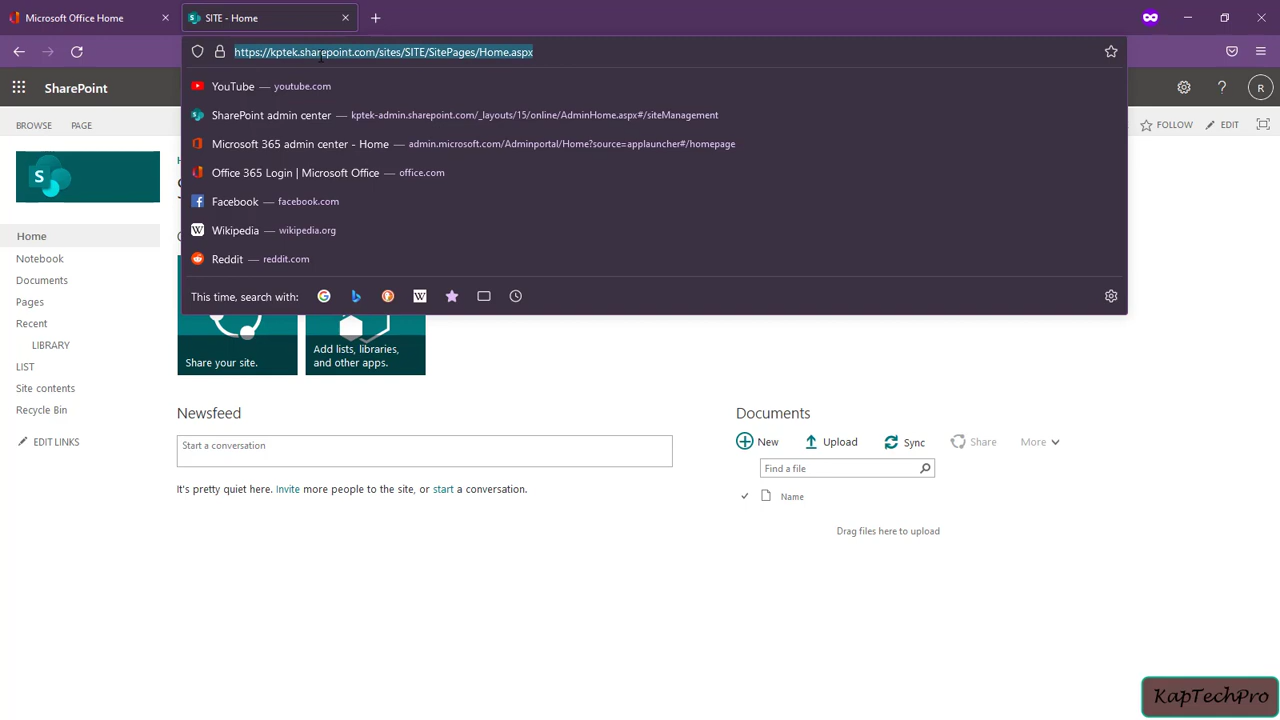 Microsoft Office Home
SITE - Home
https://kptek.sharepoint.com/sites/SITE/SitePages/Home.aspx
YouTube — youtube.com
SharePoint admin center — kptek-admin.sharepoint.com/_layouts/15/online/AdminHome.aspx#/siteManagement
Microsoft 365 admin center - Home — admin.microsoft.com/Adminportal/Home?source=applauncher#/homepage
Office 365 Login | Microsoft Office — office.com
Facebook — facebook.com
Wikipedia — wikipedia.org
Reddit — reddit.com
This time, search with:
SharePoint
R
BROWSE PAGE
FOLLOW EDIT
Home
Notebook
Documents
Pages
Recent
LIBRARY
LIST
Site contents
Recycle Bin
EDIT LINKS
Share your site.
Add lists, libraries,
and other apps.
Newsfeed
Start a conversation
It's pretty quiet here. Invite more people to the site, or start a conversation.
Documents
New Upload Sync Share More
Find a file
Name
Drag files here to upload
KapTechPro